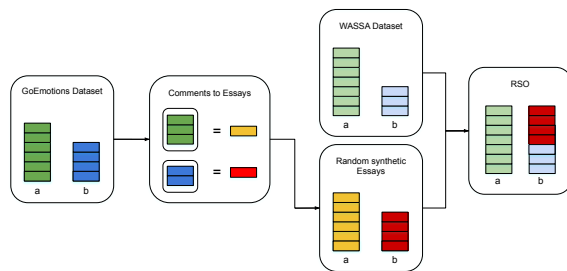 GoEmotions Dataset
a b
Comments to Essays
=
=
WASSA Dataset
a b
Random synthetic
Essays
a b
RSO
a b